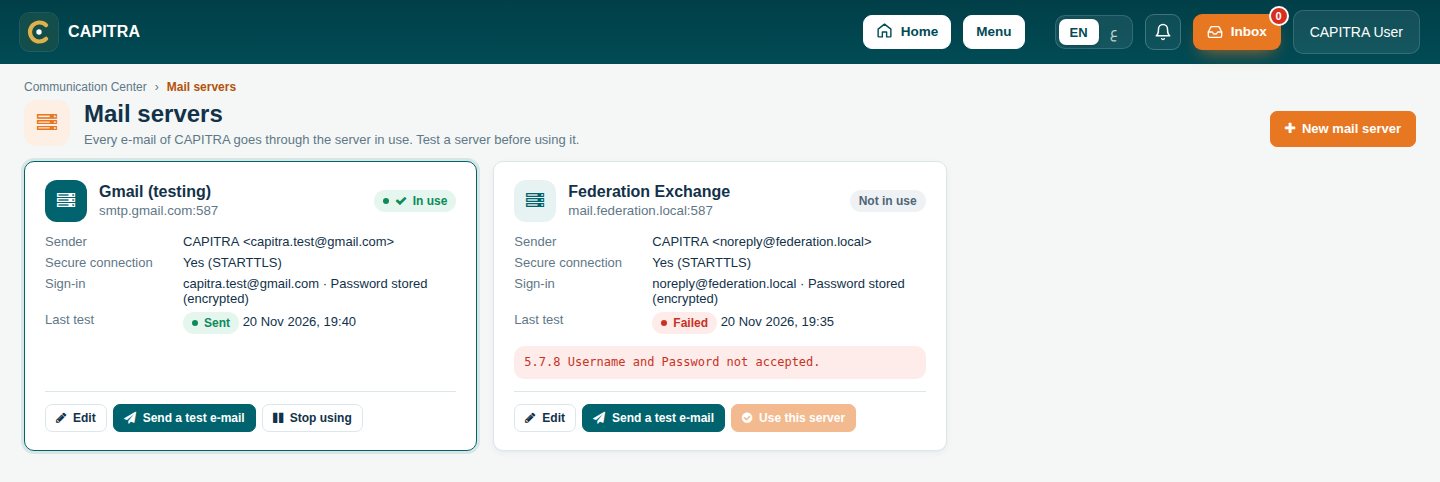 CAPITRA
Home
Menu
EN
ع
0
Inbox
CAPITRA User
Communication Center › Mail servers
Mail servers
Every e-mail of CAPITRA goes through the server in use. Test a server before using it.
New mail server
Gmail (testing)
smtp.gmail.com:587
In use
Sender CAPITRA <capitra.test@gmail.com>
Secure connection Yes (STARTTLS)
Sign-in capitra.test@gmail.com · Password stored
(encrypted)
Last test Sent 20 Nov 2026, 19:40
Edit
Send a test e-mail
Stop using
Federation Exchange
mail.federation.local:587
Not in use
Sender CAPITRA <noreply@federation.local>
Secure connection Yes (STARTTLS)
Sign-in noreply@federation.local · Password stored
(encrypted)
Last test Failed 20 Nov 2026, 19:35
5.7.8 Username and Password not accepted.
Edit
Send a test e-mail
Use this server